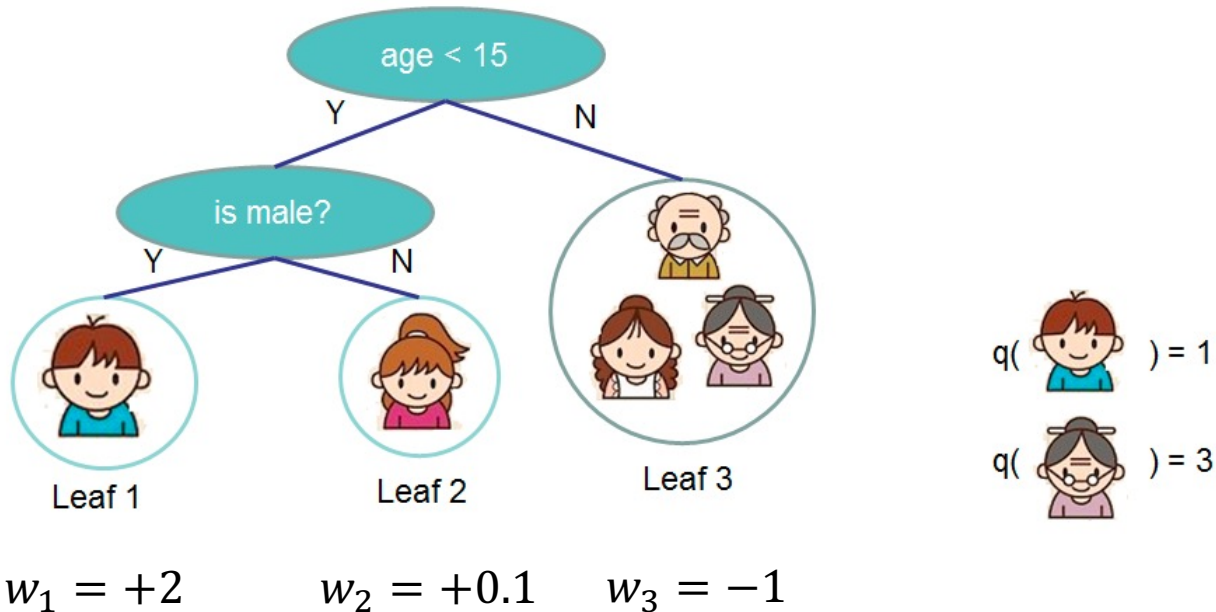 age < 15
Y
N
is male?
Y
N
Leaf 1
Leaf 2
Leaf 3
q( ) = 1
q( ) = 3
w₁ = +2
w₂ = +0.1
w₃ = −1